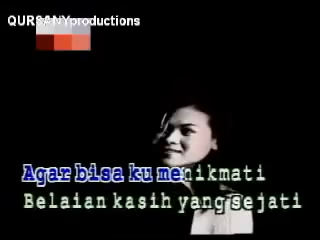 QURSANYproductions
Agar bisa ku menikmati
Belaian kasih yang sejati